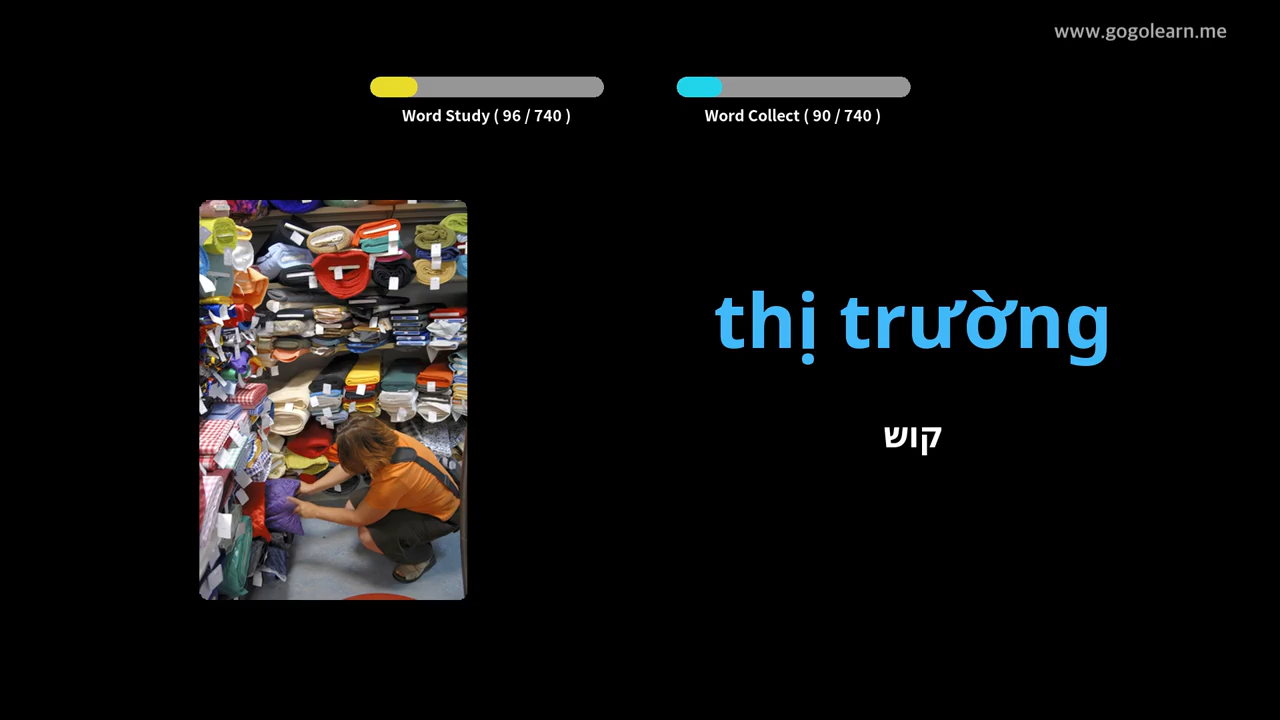 www.gogolearn.me
Word Study ( 96 / 740 )
Word Collect ( 90 / 740 )
thị trường
קוש